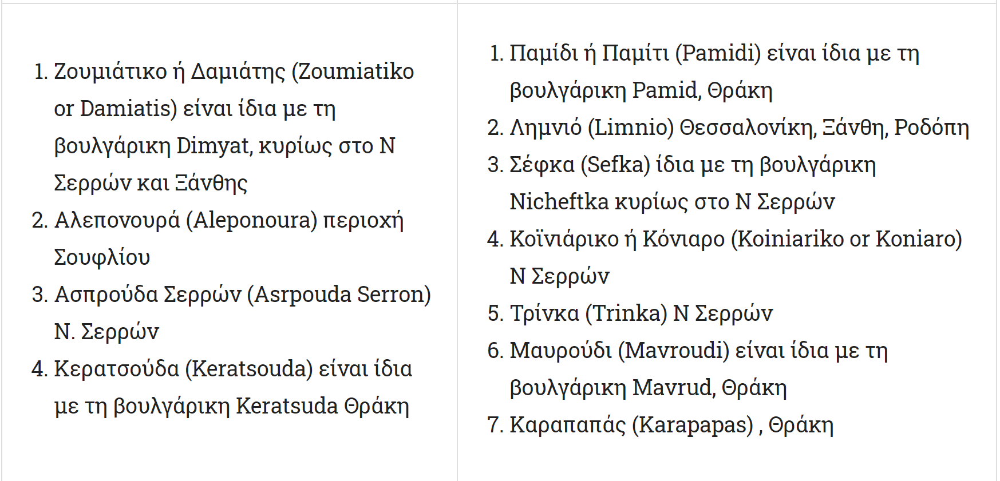 1. Ζουμιάτικο ή Δαμιάτης (Zoumiatiko
or Damiatis) είναι ίδια με τη
βουλγάρικη Dimyat, κυρίως στο Ν
Σερρών και Ξάνθης
2. Αλεπονουρά (Aleponoura) περιοχή
Σουφλίου
3. Ασπρούδα Σερρών (Asrpouda Serron)
Ν. Σερρών
4. Κερατσούδα (Keratsouda) είναι ίδια
με τη βουλγάρικη Keratsuda Θράκη
1. Παμίδι ή Παμίτι (Pamidi) είναι ίδια με τη
βουλγάρικη Pamid, Θράκη
2. Λημνιό (Limnio) Θεσσαλονίκη, Ξάνθη, Ροδόπη
3. Σέφκα (Sefka) ίδια με τη βουλγάρικη
Nicheftka κυρίως στο Ν Σερρών
4. Κοϊνιάρικο ή Κόνιαρο (Koiniariko or Koniaro)
Ν Σερρών
5. Τρίνκα (Trinka) Ν Σερρών
6. Μαυρούδι (Mavroudi) είναι ίδια με τη
βουλγάρικη Mavrud, Θράκη
7. Καραπαπάς (Karapapas) , Θράκη